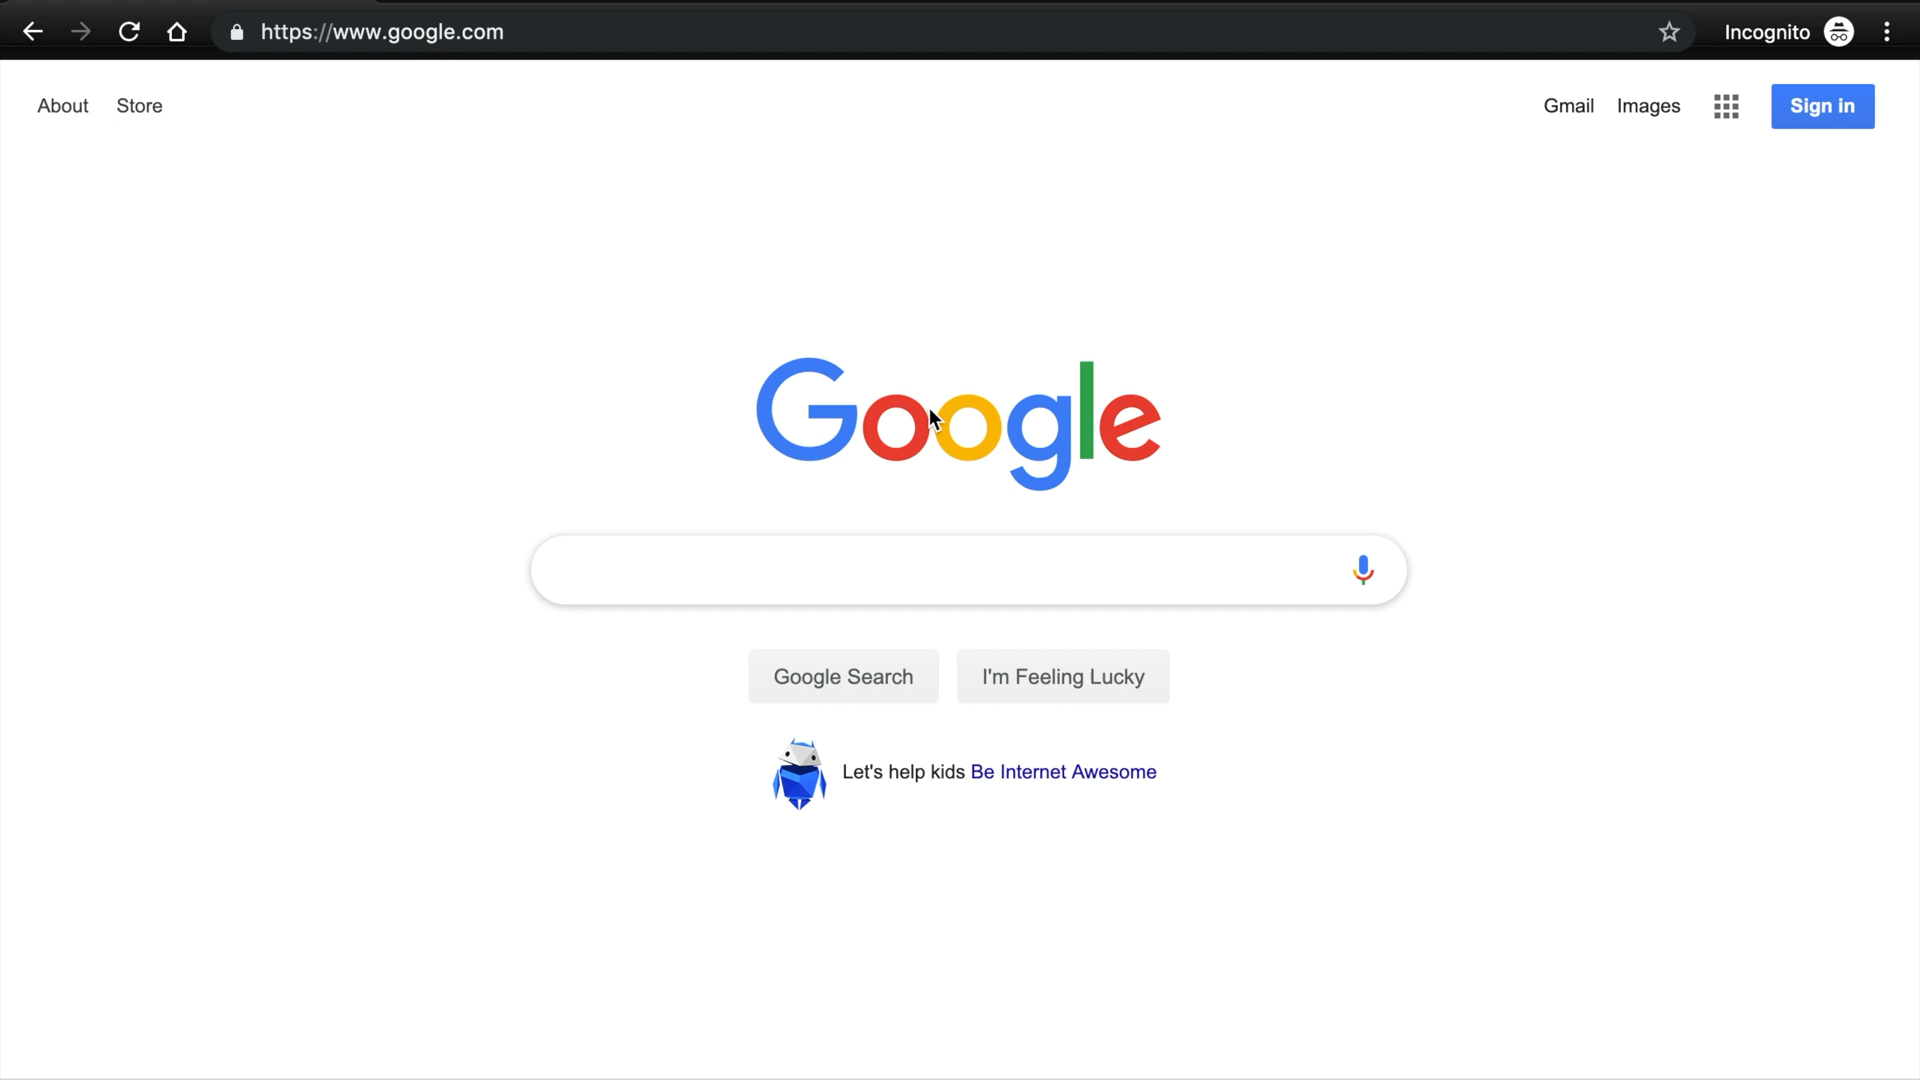 https://www.google.com
Incognito
About Store
Gmail Images
Sign in
Google
Google Search
I'm Feeling Lucky
Let's help kids Be Internet Awesome